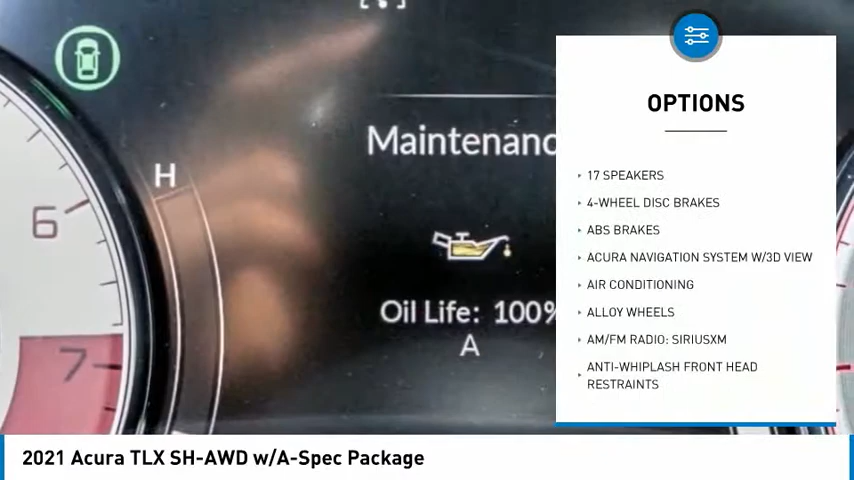 H
6
7
Maintenanc
Oil Life: 100%
A
OPTIONS
17 SPEAKERS
4-WHEEL DISC BRAKES
ABS BRAKES
ACURA NAVIGATION SYSTEM W/3D VIEW
AIR CONDITIONING
ALLOY WHEELS
AM/FM RADIO: SIRIUSXM
ANTI-WHIPLASH FRONT HEAD
RESTRAINTS
2021 Acura TLX SH-AWD w/A-Spec Package